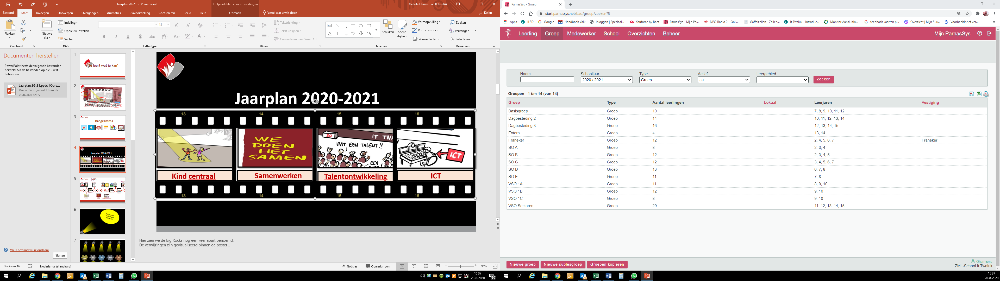 Jaarplan 20-21 - PowerPoint
Hulpmiddelen voor afbeeldingen
Oebele Harmsma | It Twalûk
Bestand Start Invoegen Ontwerpen Overgangen Animaties Diavoorstelling Controleren Beeld Help Opmaak Vertel wat u wilt doen Delen
Plakken
Klembord
Nieuwe dia
Indeling
Opnieuw instellen
Sectie
Dia's
18
Lettertype
Tekstrichting
Tekst uitlijnen
Converteren naar SmartArt
Alinea
Schikken
Snelle stijlen
Vormopvulling
Vormcontour
Vormeffecten
Tekenen
Zoeken
Vervangen
Selecteren
Bewerken
Documenten herstellen
PowerPoint heeft de volgende bestanden
hersteld. Sla de bestanden op die u wilt
behouden.
Jaarplan 20-21.pptx [Oors...
Versie die is gemaakt toen de...
20-8-2020 12:05
Welk bestand wil ik opslaan?
Sluiten
1
leert wat je kan'
2
3
Programma
4
Jaarplan 2020-2021
5
(V)SO
6
7
Jaarplan 2020-2021
13 14 15 16
WE
DOEN
HET
SAMEN
SO
IT TWA
WAT EEN TALENT!!
EEN
ICT
Kind centraal
Samenwerken
Talentontwikkeling
ICT
13 14 15 16
Hier zien we de Big Rocks nog een keer apart benoemd.
De verwijzingen zijn gevisualiseerd binnen de poster...
Dia 4 van 16
Nederlands (standaard)
Notities
Opmerkingen
96%
15:37
20-8-2020
20
ParnasSys - Groep
start.parnassys.net/bao/groep/zoeken?5
Apps ILSD Google Handboek Valk Inloggen | Speciaal... Youforce by Raet ParnasSys - Mijn Pa... NPO Radio 2 - Onli... Gaffelzeilen - Zeilen... It Twalûk - Introduc... Monitor Aansluitin... feedback kaarten p... Overzicht | Mijn Sur... Voorbeeldbrief ver...
Leerling Groep Medewerker School Overzichten Beheer Mijn ParnasSys
Naam Schooljaar Type Actief Leergebied
2020 / 2021 Groep Ja Zoeken
Groepen - 1 t/m 14 (van 14)
Groep Type Aantal leerlingen Lokaal Leerjaren Vestiging
Basisgroep Groep 10 7, 8, 9, 10, 11, 12
Dagbesteding 2 Groep 14 10, 11, 12, 13, 14
Dagbesteding 3 Groep 16 12, 13, 14, 15
Extern Groep 4 13, 14
Franeker Groep 12 2, 4, 5, 6, 7 Franeker
SO A Groep 8 2, 3, 4
SO B Groep 12 2, 3, 4, 5
SO C Groep 12 3, 4, 5, 6, 7
SO D Groep 13 6, 7, 8
SO E Groep 11 7, 8
VSO 1A Groep 11 8, 9, 10
VSO 1B Groep 12 9, 10
VSO 1C Groep 8 9, 10
VSO Sectoren Groep 29 11, 12, 13, 14, 15
Nieuwe groep Nieuwe sublesgroep Groepen kopiëren
Oharmsma
ZML-School It Twaluk
15:37
20-8-2020